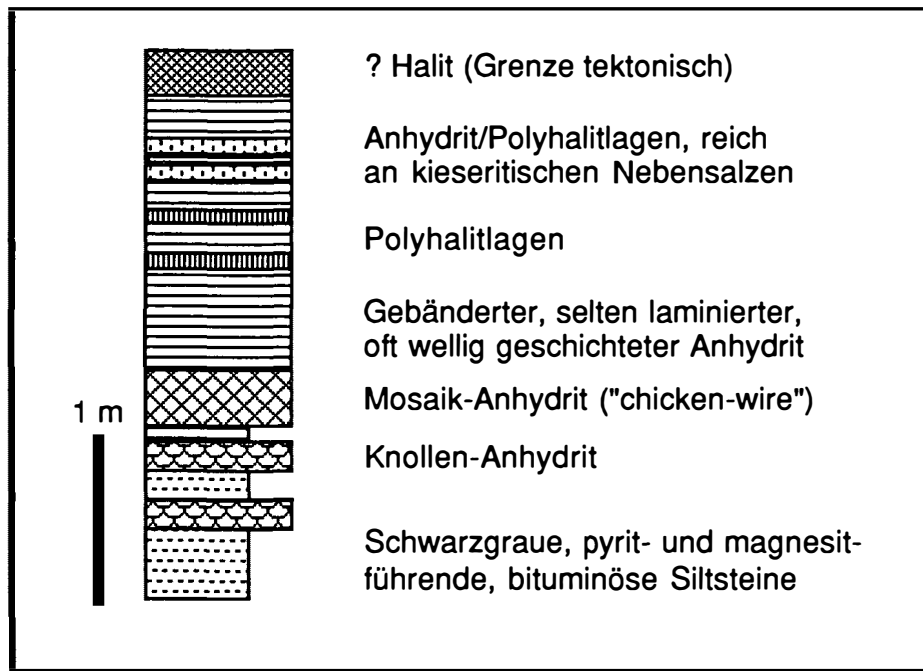 ? Halit (Grenze tektonisch)
Anhydrit/Polyhalitlagen, reich
an kieseritischen Nebensalzen
Polyhalitlagen
Gebänderter, selten laminierter,
oft wellig geschichteter Anhydrit
Mosaik-Anhydrit ("chicken-wire")
1 m
Knollen-Anhydrit
Schwarzgraue, pyrit- und magnesit-
führende, bituminöse Siltsteine